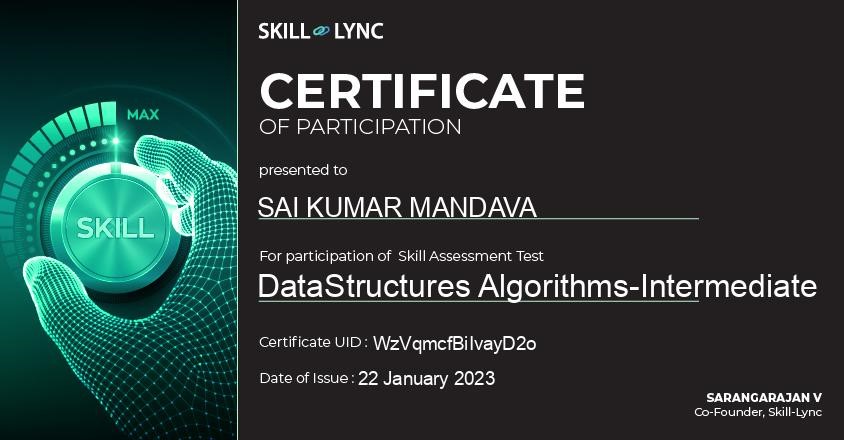 SKILL LYNC
CERTIFICATE
OF PARTICIPATION
MAX
presented to
SAI KUMAR MANDAVA
SKILL
For participation of Skill Assessment Test
DataStructures Algorithms-Intermediate
Certificate UID : WzVqmcfBiIvayD2o
Date of Issue : 22 January 2023
SARANGARAJAN V
Co-Founder, Skill-Lync